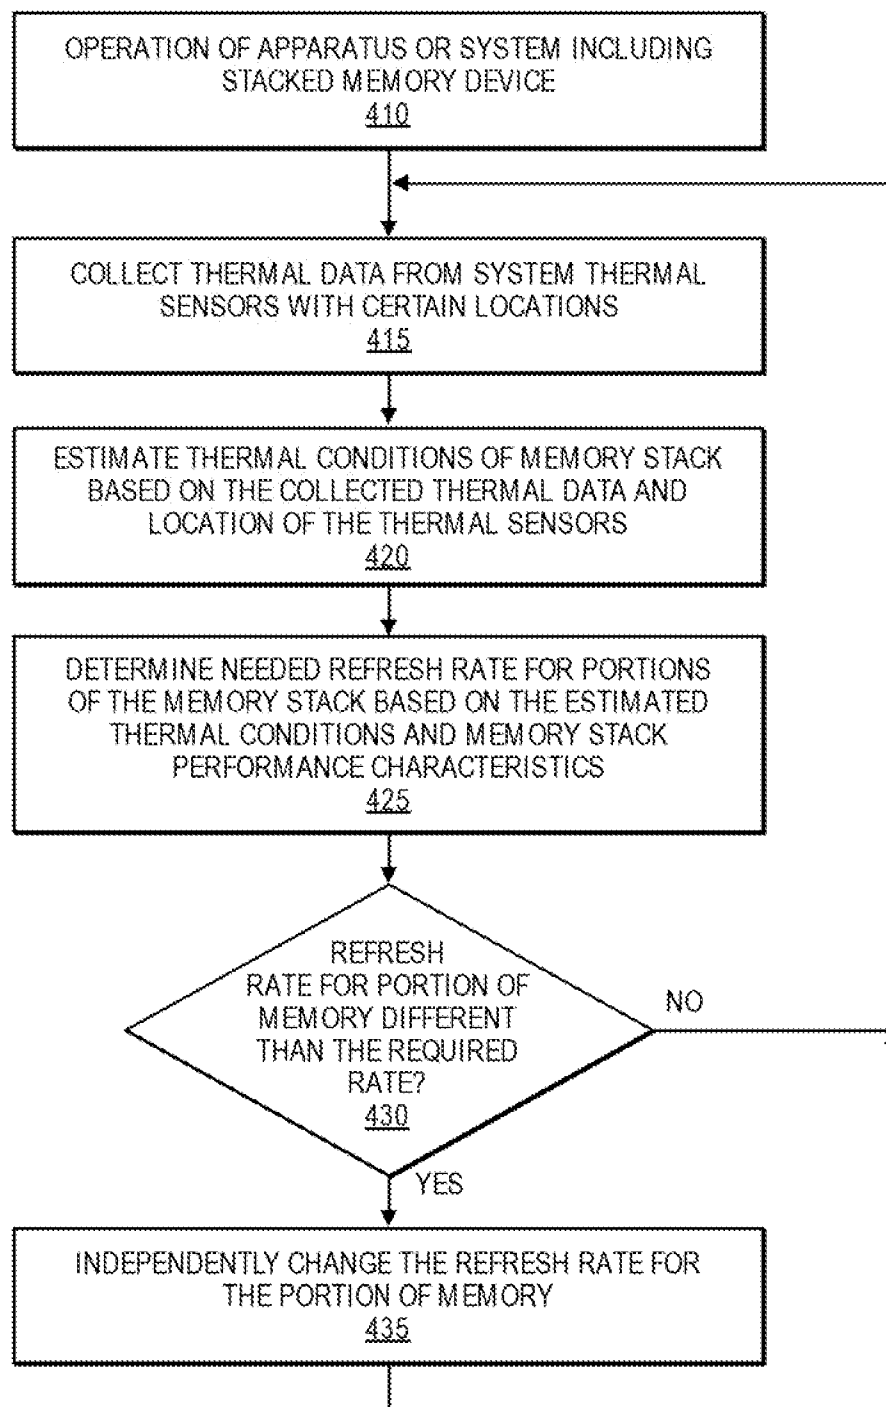 OPERATION OF APPARATUS OR SYSTEM INCLUDING
STACKED MEMORY DEVICE
410
COLLECT THERMAL DATA FROM SYSTEM THERMAL
SENSORS WITH CERTAIN LOCATIONS
415
ESTIMATE THERMAL CONDITIONS OF MEMORY STACK
BASED ON THE COLLECTED THERMAL DATA AND
LOCATION OF THE THERMAL SENSORS
420
DETERMINE NEEDED REFRESH RATE FOR PORTIONS
OF THE MEMORY STACK BASED ON THE ESTIMATED
THERMAL CONDITIONS AND MEMORY STACK
PERFORMANCE CHARACTERISTICS
425
REFRESH
RATE FOR PORTION OF
MEMORY DIFFERENT
THAN THE REQUIRED
RATE?
430
NO
YES
INDEPENDENTLY CHANGE THE REFRESH RATE FOR
THE PORTION OF MEMORY
435